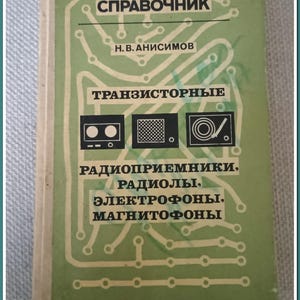 СПРАВОЧНИК
Н.В.АНИСИМОВ
ТРАНЗИСТОРНЫЕ
РАДИОПРИЕМНИКИ,
РАДИОЛЫ,
ЭЛЕКТРОФОНЫ,
МАГНИТОФОНЫ